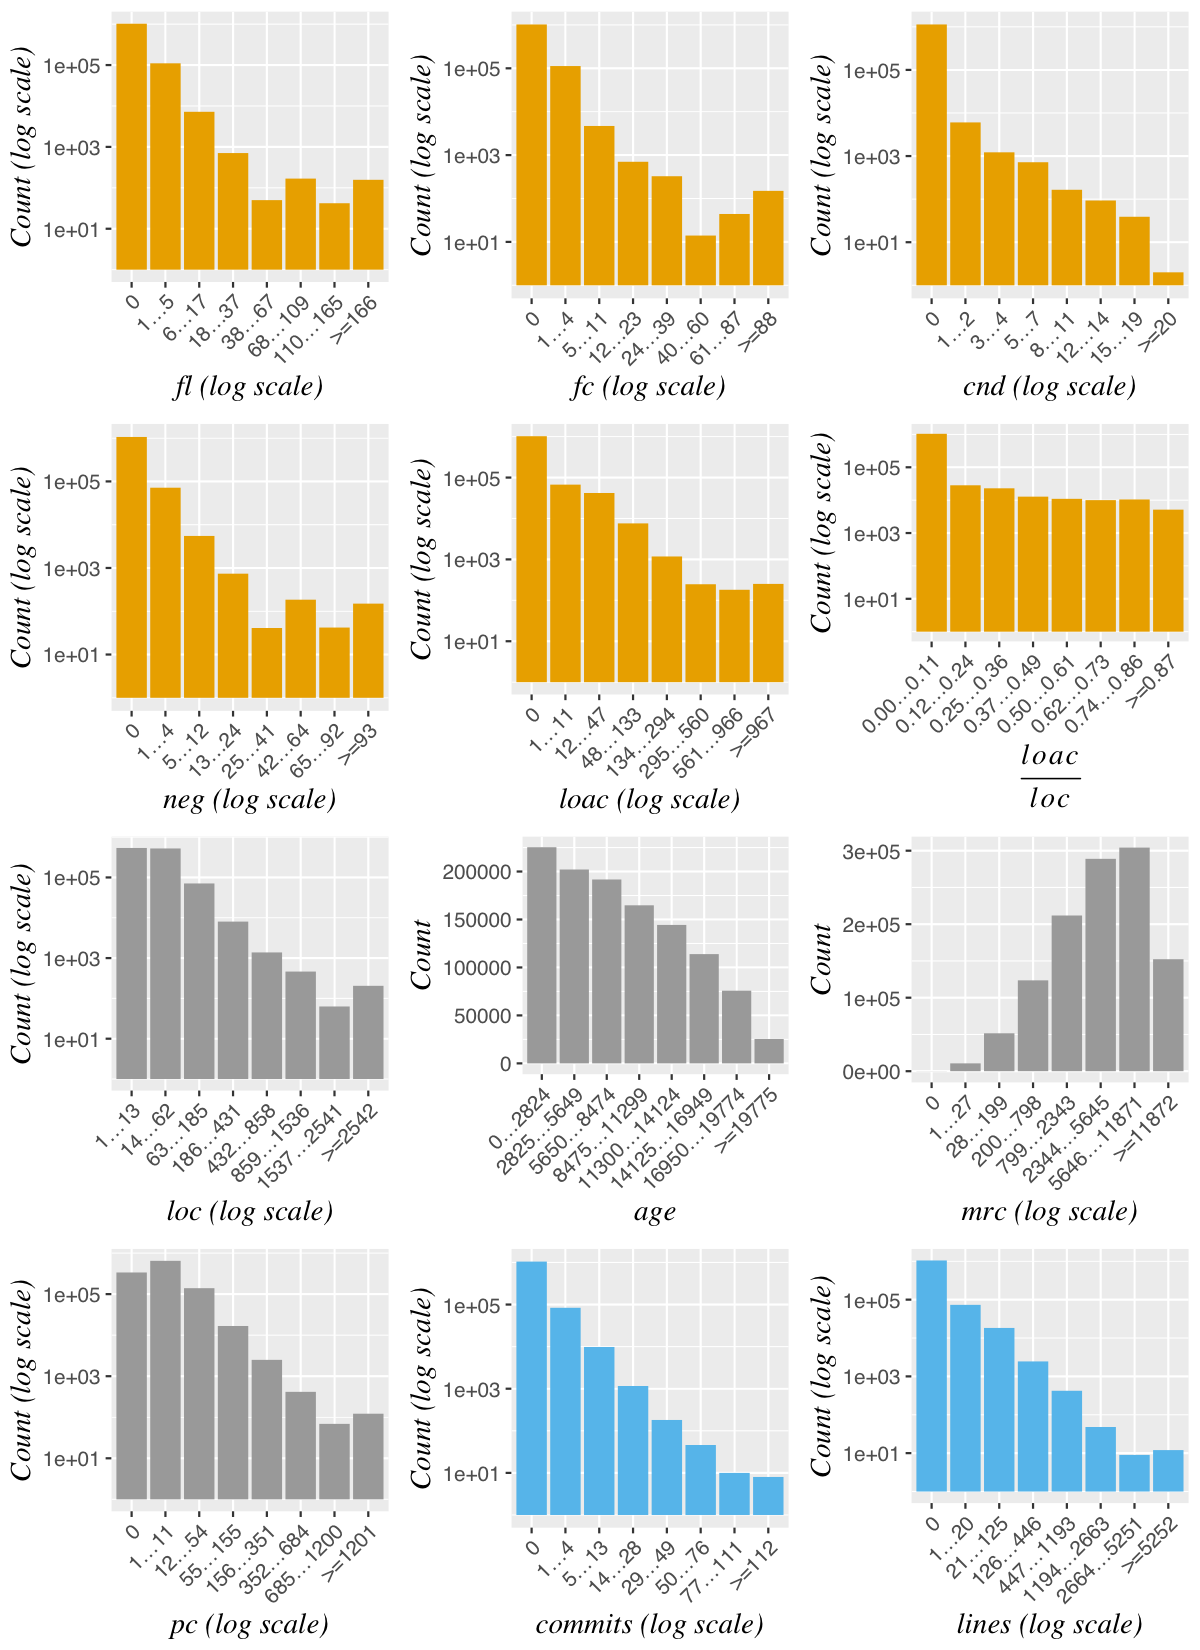 Count (log scale)
1e+05
1e+03
1e+01
0
1…5
6…17
18…37
38…67
68…109
110…165
>=166
fl (log scale)
Count (log scale)
1e+05
1e+03
1e+01
0
1…4
5…11
12…23
24…39
40…60
61…87
>=88
fc (log scale)
Count (log scale)
1e+05
1e+03
1e+01
0
1…2
3…4
5…7
8…11
12…14
15…19
>=20
cnd (log scale)
Count (log scale)
1e+05
1e+03
1e+01
0
1…4
5…12
13…24
25…41
42…64
65…92
>=93
neg (log scale)
Count (log scale)
1e+05
1e+03
1e+01
0
1…11
12…47
48…133
134…294
295…560
561…966
>=967
loac (log scale)
Count (log scale)
1e+05
1e+03
1e+01
0.00…0.11
0.12…0.24
0.25…0.36
0.37…0.49
0.50…0.61
0.62…0.73
0.74…0.86
>=0.87
loac
loc
Count (log scale)
1e+05
1e+03
1e+01
1…13
14…62
63…185
186…431
432…858
859…1536
1537…2541
>=2542
loc (log scale)
Count
200000
150000
100000
50000
0
0…2824
2825…5649
5650…8474
8475…11299
11300…14124
14125…16949
16950…19774
>=19775
age
Count
3e+05
2e+05
1e+05
0e+00
0
1…27
28…199
200…798
799…2343
2344…5645
5646…11871
>=11872
mrc (log scale)
Count (log scale)
1e+05
1e+03
1e+01
0
1…11
12…54
55…155
156…351
352…684
685…1200
>=1201
pc (log scale)
Count (log scale)
1e+05
1e+03
1e+01
0
1…4
5…13
14…28
29…49
50…76
77…111
>=112
commits (log scale)
Count (log scale)
1e+05
1e+03
1e+01
0
1…20
21…125
126…446
447…1193
1194…2663
2664…5251
>=5252
lines (log scale)